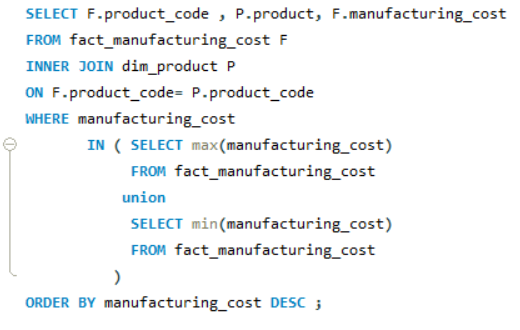 SELECT F.product_code , P.product, F.manufacturing_cost
FROM fact_manufacturing_cost F
INNER JOIN dim_product P
ON F.product_code= P.product_code
WHERE manufacturing_cost
IN ( SELECT max(manufacturing_cost)
FROM fact_manufacturing_cost
union
SELECT min(manufacturing_cost)
FROM fact_manufacturing_cost
)
ORDER BY manufacturing_cost DESC ;